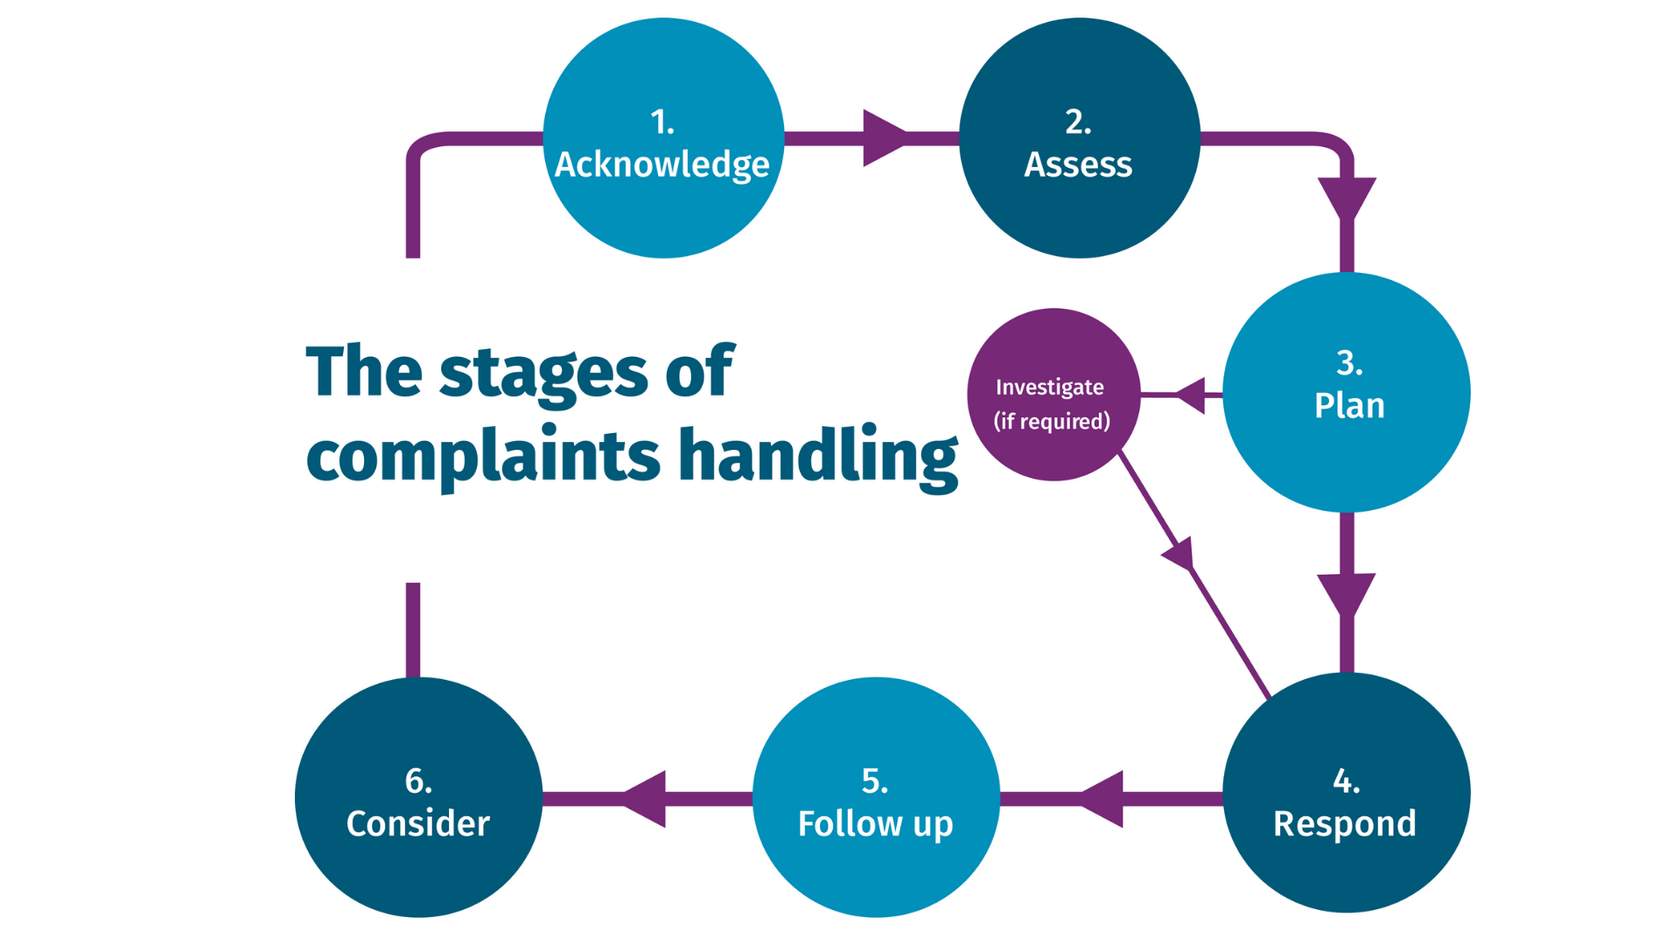 1.
Acknowledge
2.
Assess
The stages of
complaints handling
Investigate
(if required)
3.
Plan
4.
Respond
5.
Follow up
6.
Consider